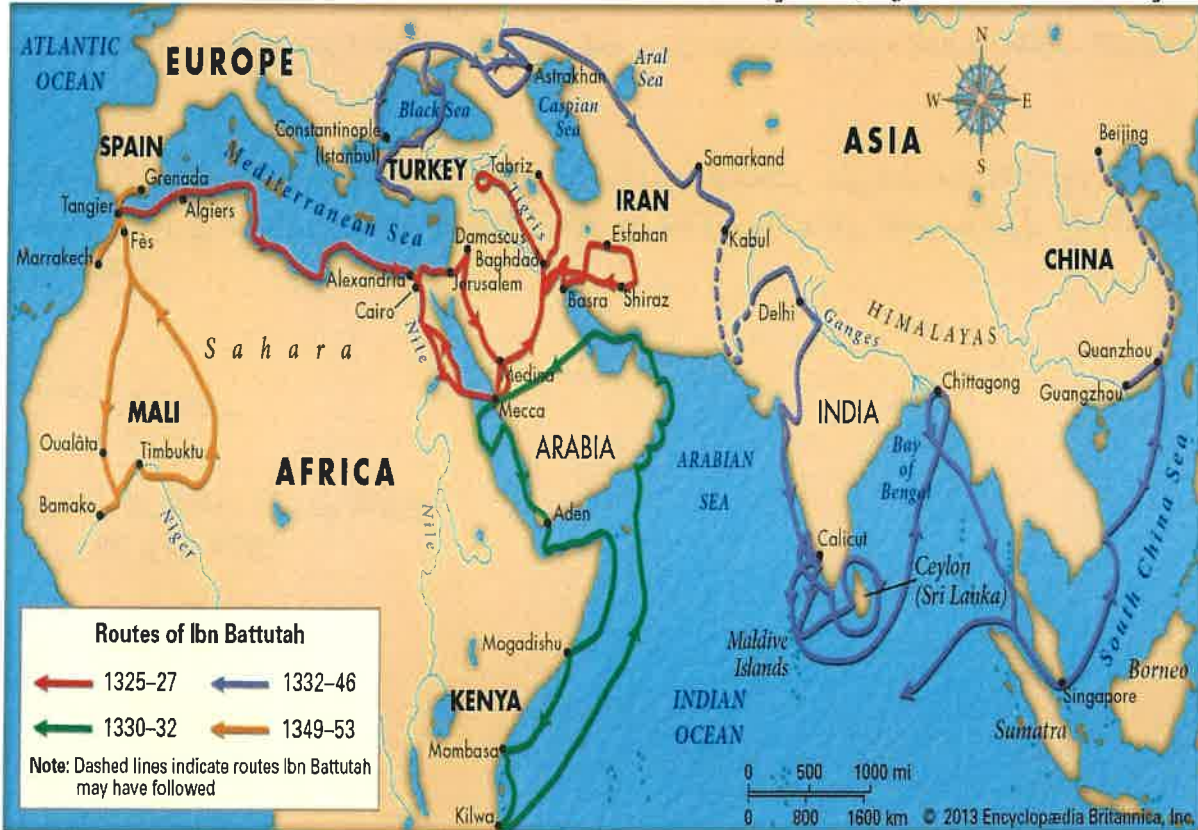 ATLANTIC
OCEAN
EUROPE
SPAIN
Grenada
Tangier
Algiers
Fès
Marrakech
Mediterranean Sea
Constantinople
(Istanbul)
Black Sea
TURKEY
Astrakhan
Caspian
Sea
Aral
Sea
ASIA
N
W
E
S
Beijing
Samarkand
Kabul
Tabriz
Tigris
IRAN
Esfahan
Damascus
Baghdad
Jerusalem
Basra
Shiraz
Alexandria
Cairo
Nile
Sahara
Medina
Mecca
ARABIA
CHINA
Delhi
Ganges
HIMALAYAS
Quanzhou
Guangzhou
Chittagong
INDIA
MALI
Oualâta
Timbuktu
Bamako
Niger
AFRICA
Nile
Aden
ARABIAN
SEA
Bay
of
Bengal
Calicut
Ceylon
(Sri Lanka)
Maldive
Islands
South China Sea
Borneo
Singapore
Sumatra
Mogadishu
KENYA
Mombasa
Kilwa
INDIAN
OCEAN
Routes of Ibn Battutah
1325–27 1332–46
1330–32 1349–53
Note: Dashed lines indicate routes Ibn Battutah
may have followed
0 500 1000 mi
0 800 1600 km
© 2013 Encyclopædia Britannica, Inc.